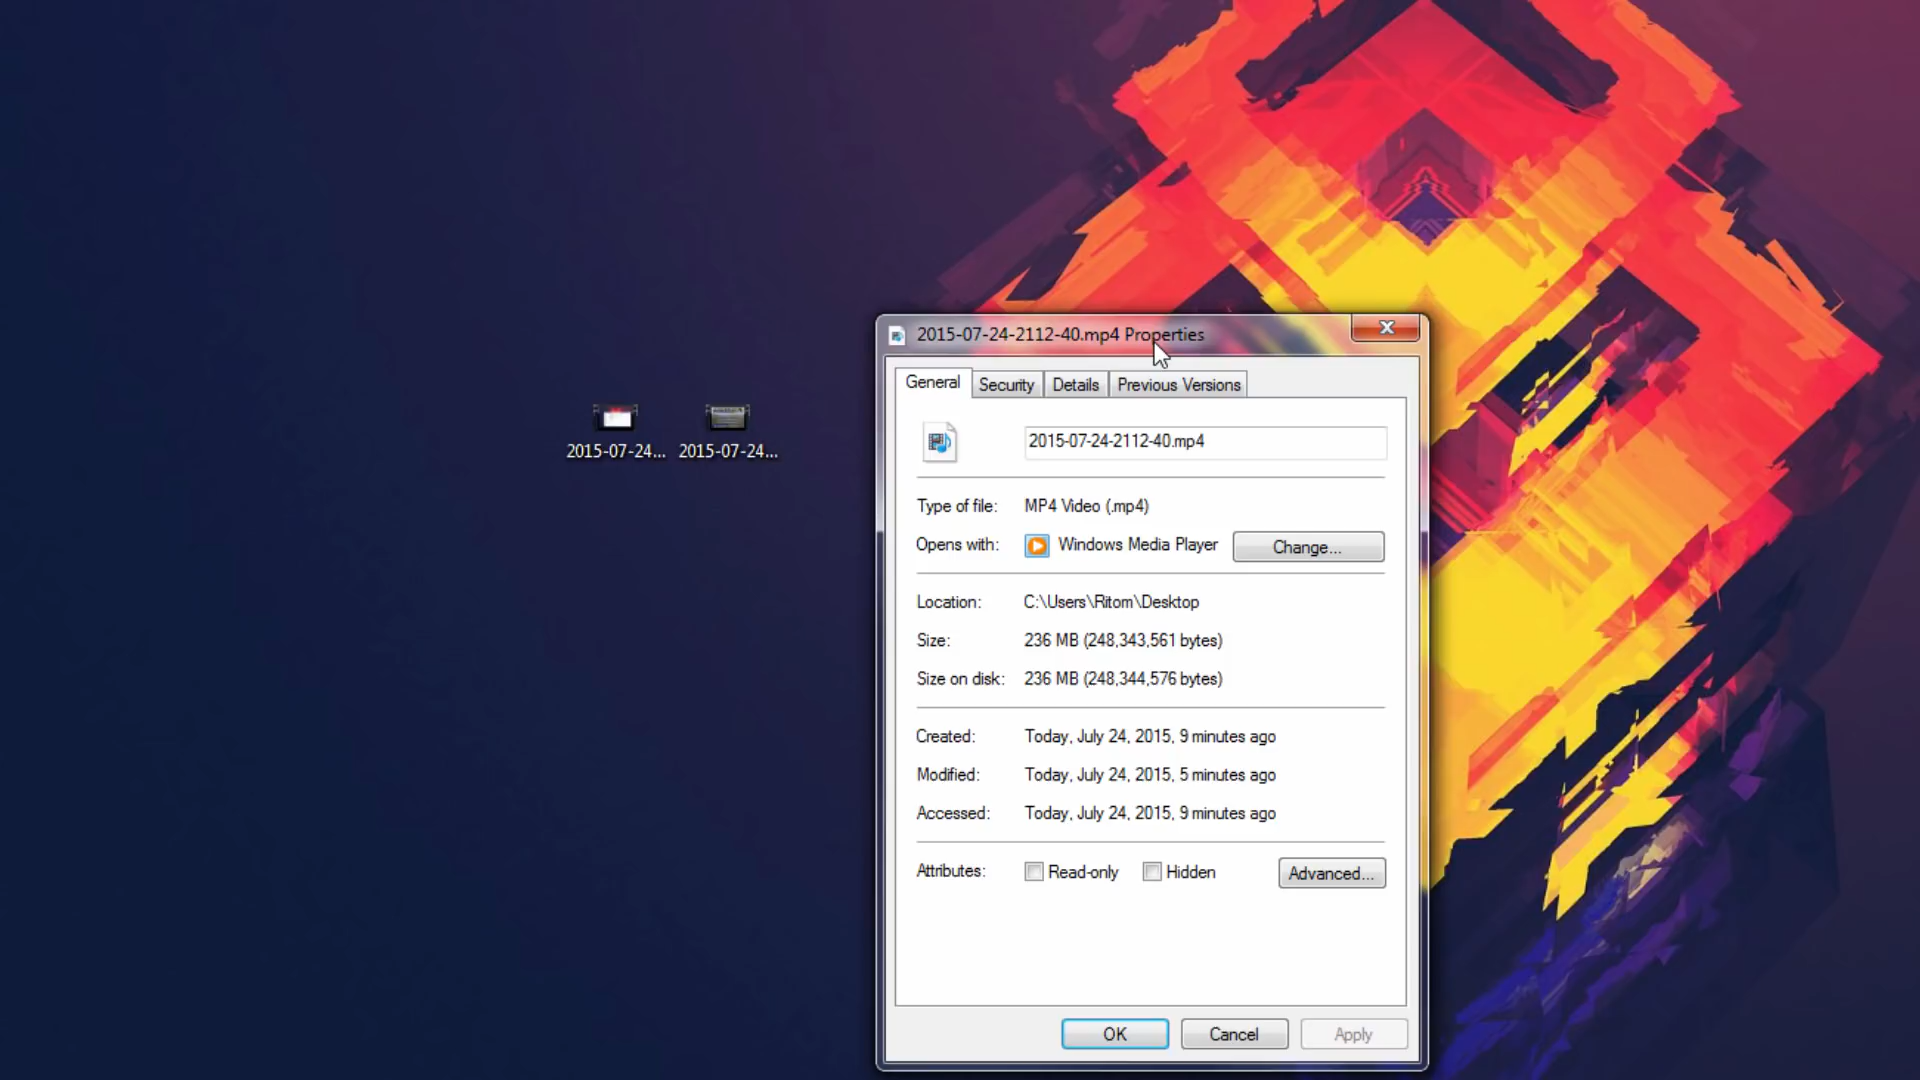 2015-07-24-2112-40.mp4 Properties
General Security Details Previous Versions
2015-07-24... 2015-07-24...
2015-07-24-2112-40.mp4
Type of file: MP4 Video (.mp4)
Opens with: Windows Media Player Change...
Location: C:\Users\Ritom\Desktop
Size: 236 MB (248,343,561 bytes)
Size on disk: 236 MB (248,344,576 bytes)
Created: Today, July 24, 2015, 9 minutes ago
Modified: Today, July 24, 2015, 5 minutes ago
Accessed: Today, July 24, 2015, 9 minutes ago
Attributes: Read-only Hidden Advanced...
OK Cancel Apply